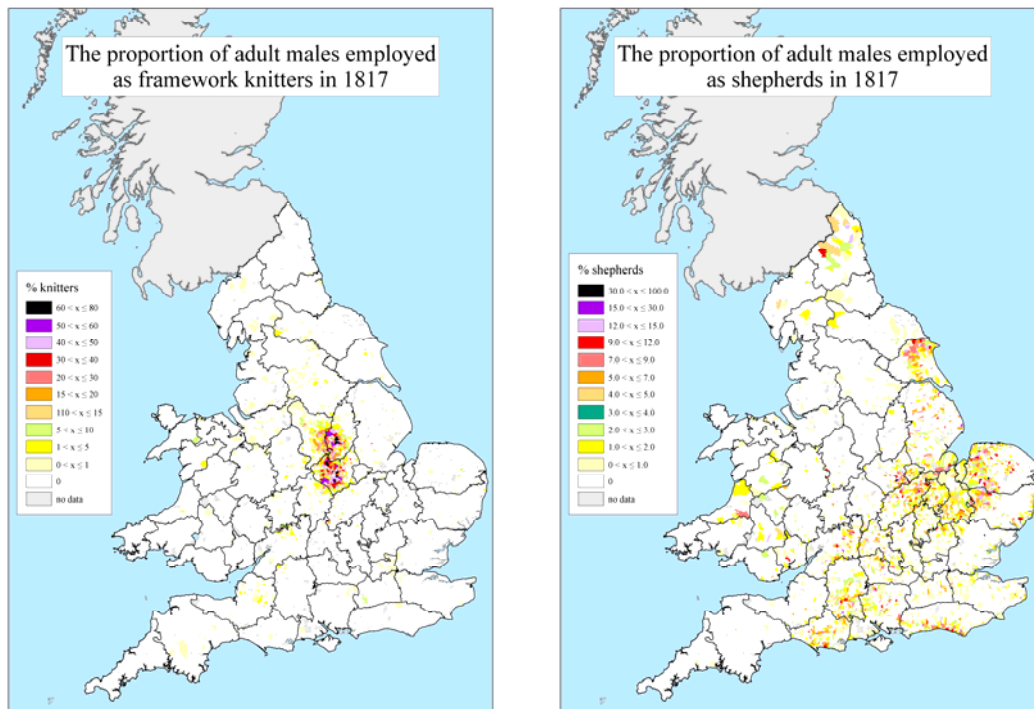 The proportion of adult males employed
as framework knitters in 1817
% knitters
60 < x ≤ 80
50 < x ≤ 60
40 < x ≤ 50
30 < x ≤ 40
20 < x ≤ 30
15 < x ≤ 20
110 < x ≤ 15
5 < x ≤ 10
1 < x ≤ 5
0 < x ≤ 1
0
no data
The proportion of adult males employed
as shepherds in 1817
% shepherds
30.0 < x < 100.0
15.0 < x ≤ 30.0
12.0 < x ≤ 15.0
9.0 < x ≤ 12.0
7.0 < x ≤ 9.0
5.0 < x ≤ 7.0
4.0 < x ≤ 5.0
3.0 < x ≤ 4.0
2.0 < x ≤ 3.0
1.0 < x ≤ 2.0
0 < x ≤ 1.0
0
no data